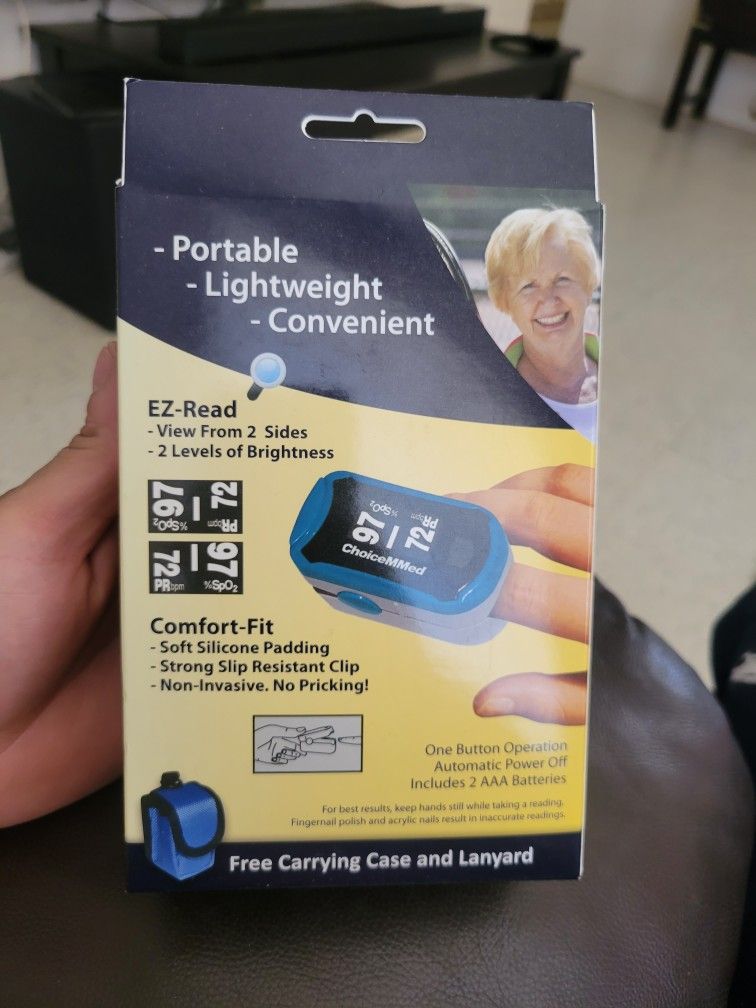 - Portable
- Lightweight
- Convenient
EZ-Read
- View From 2 Sides
- 2 Levels of Brightness
97 72
%SpO2 PRbpm
72 97
PRbpm %SpO2
%SpO2 PRbpm
97 72
ChoiceMMed
Comfort-Fit
- Soft Silicone Padding
- Strong Slip Resistant Clip
- Non-Invasive. No Pricking!
One Button Operation
Automatic Power Off
Includes 2 AAA Batteries
For best results, keep hands still while taking a reading.
Fingernail polish and acrylic nails result in inaccurate readings.
Free Carrying Case and Lanyard